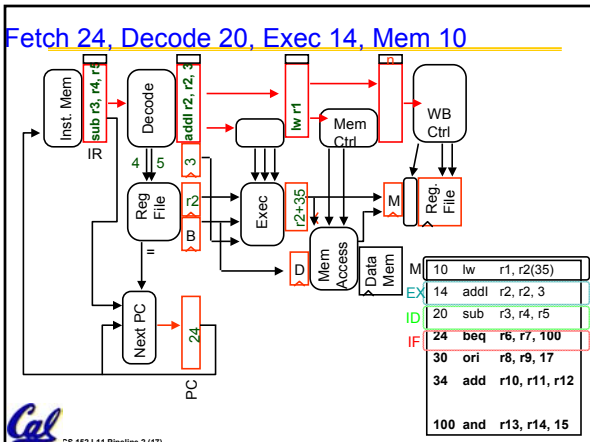 Fetch 24, Decode 20, Exec 14, Mem 10
Inst. Mem
sub r3, r4, r5
IR
Decode
addI r2, r2, 3
lw r1
Mem
Ctrl
n
WB
Ctrl
4 5
3
Reg
File
r2
B
Exec
r2+35
M
Reg.
File
=
D
Mem
Access
Data
Mem
Next PC
24
PC
M 10 lw r1, r2(35)
EX 14 addI r2, r2, 3
ID 20 sub r3, r4, r5
IF 24 beq r6, r7, 100
30 ori r8, r9, 17
34 add r10, r11, r12
100 and r13, r14, 15
Cal
CS 152 L11 Pipeline 2 (17)